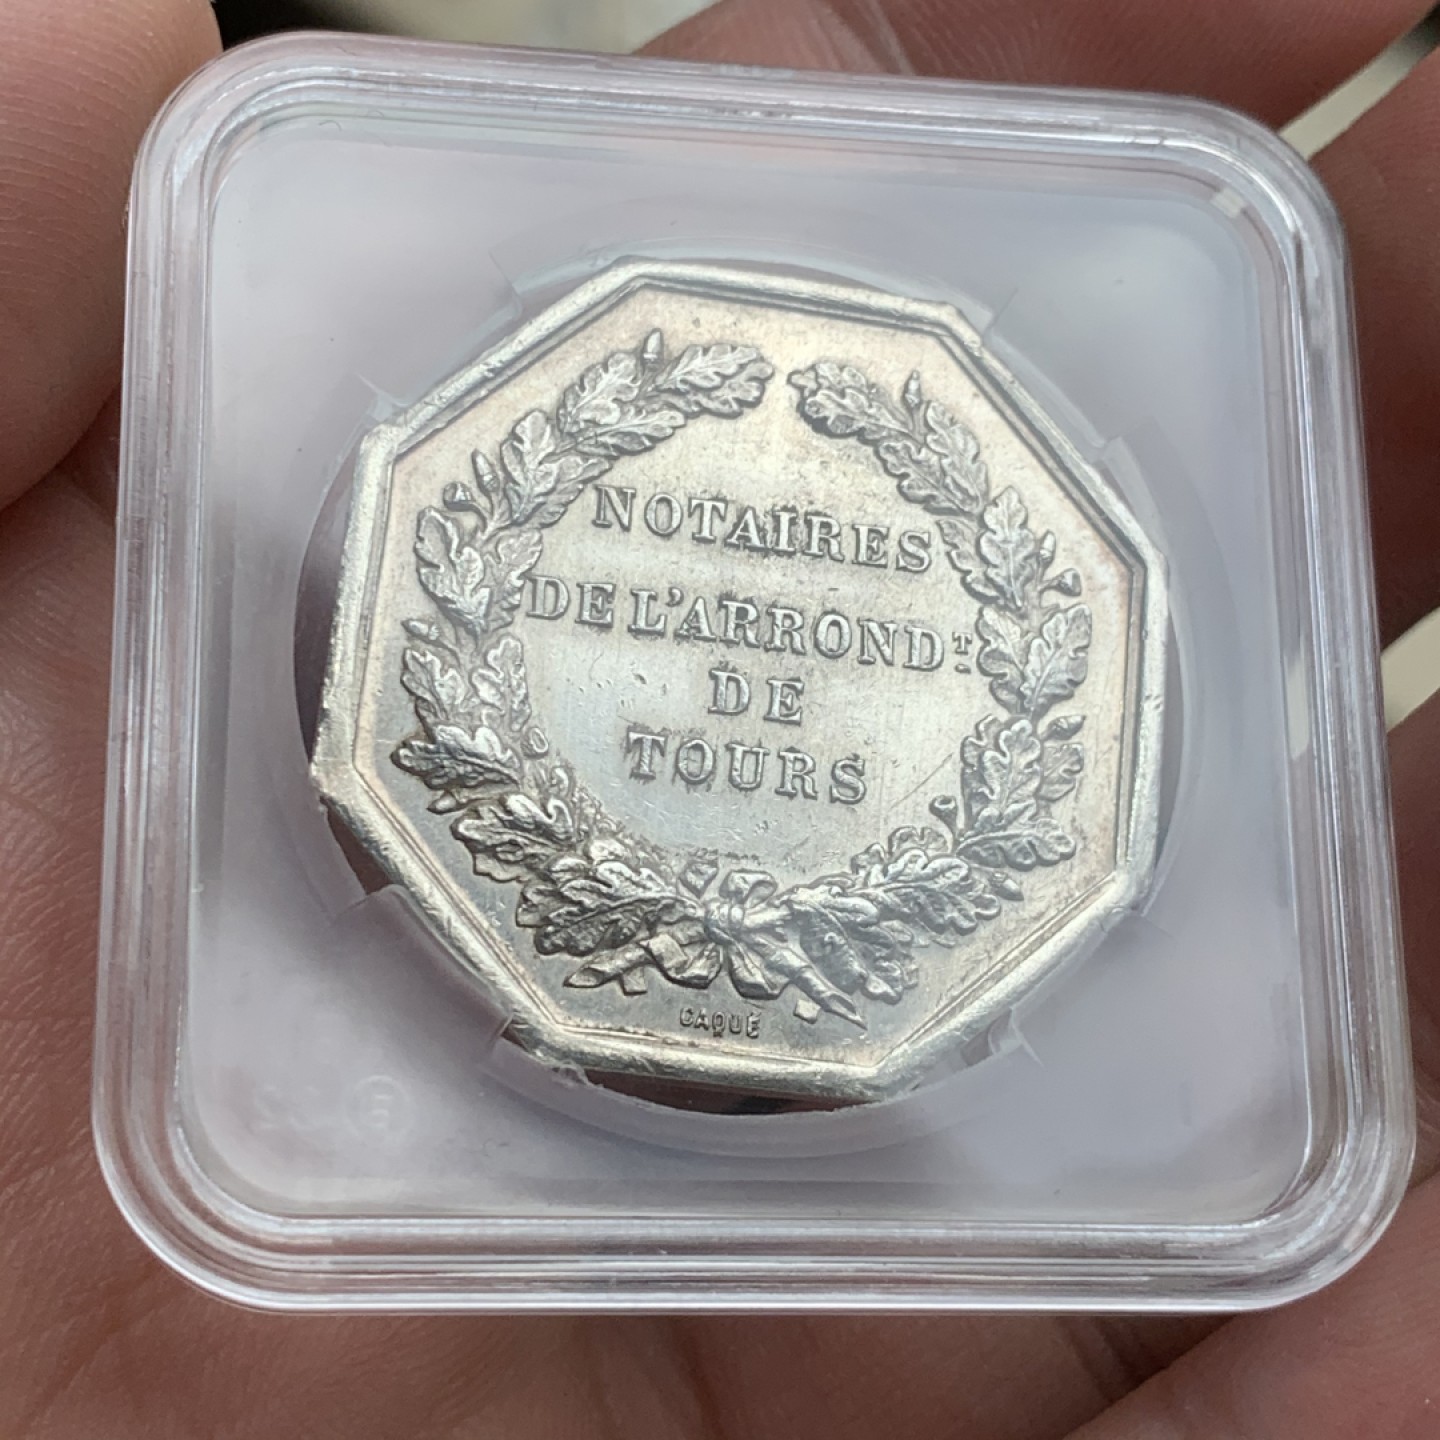 NOTAIRES
DE L'ARROND.T
DE
TOURS
CAQUÉ